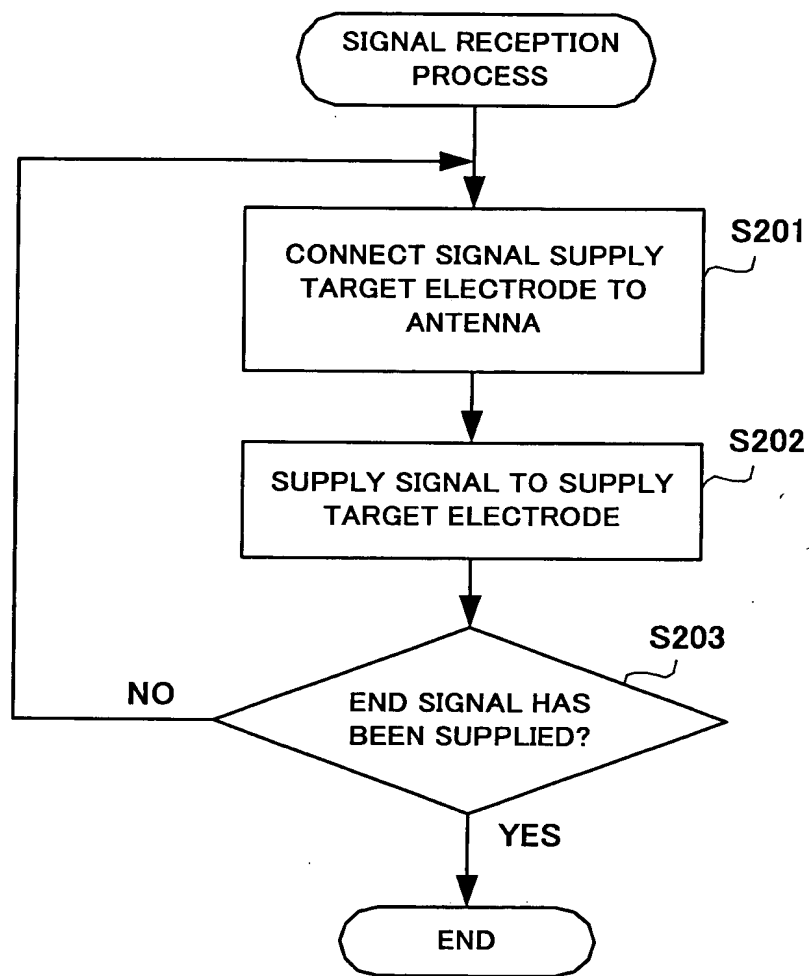 SIGNAL RECEPTION
PROCESS
S201
CONNECT SIGNAL SUPPLY
TARGET ELECTRODE TO
ANTENNA
S202
SUPPLY SIGNAL TO SUPPLY
TARGET ELECTRODE
S203
NO
END SIGNAL HAS
BEEN SUPPLIED?
YES
END